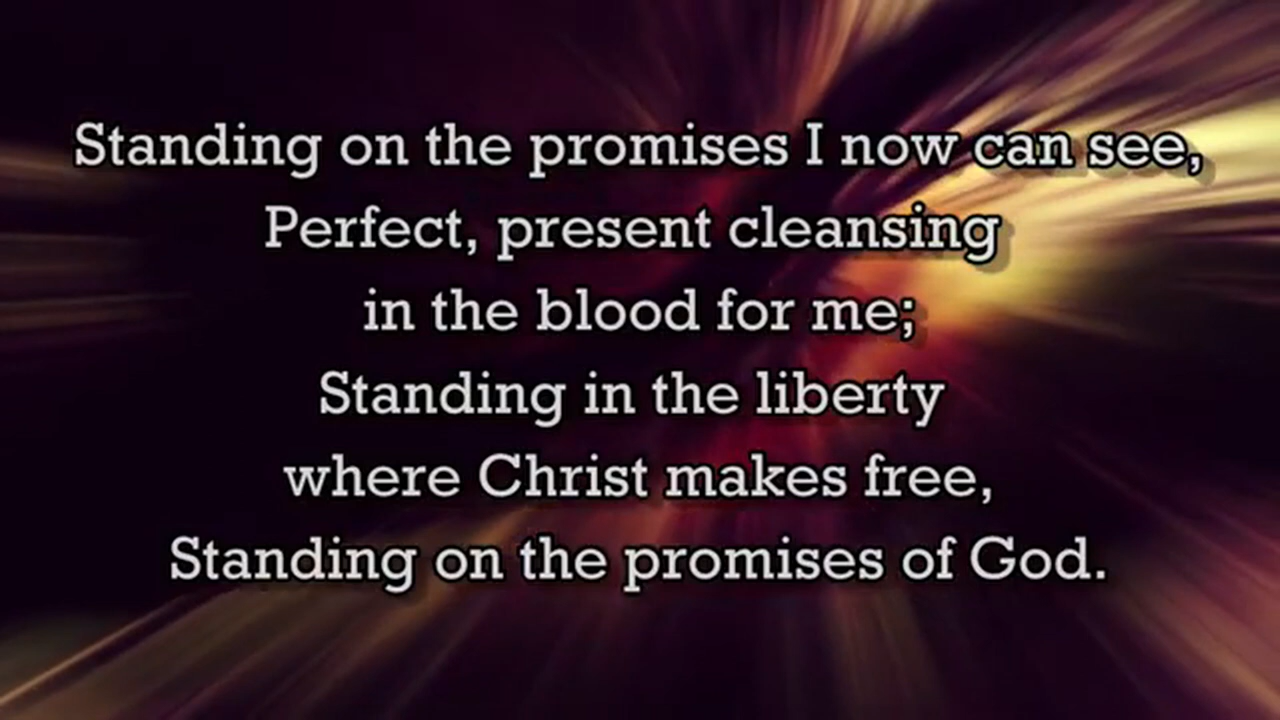 Standing on the promises I now can see,
Perfect, present cleansing
in the blood for me;
Standing in the liberty
where Christ makes free,
Standing on the promises of God.